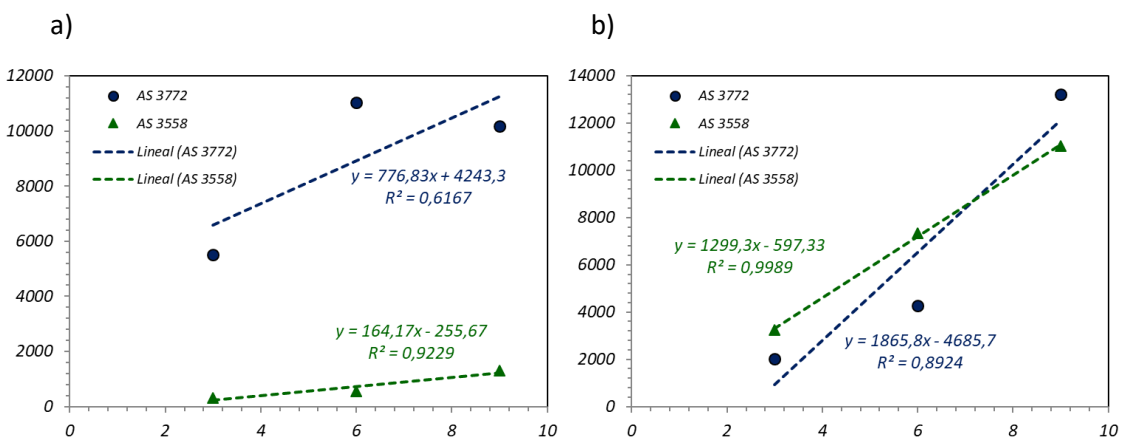 a)
12000
10000
8000
6000
4000
2000
0
0 2 4 6 8 10
AS 3772
AS 3558
Lineal (AS 3772)
Lineal (AS 3558)
y = 776,83x + 4243,3
R² = 0,6167
y = 164,17x - 255,67
R² = 0,9229
b)
14000
12000
10000
8000
6000
4000
2000
0
0 2 4 6 8 10
AS 3772
AS 3558
Lineal (AS 3772)
Lineal (AS 3558)
y = 1299,3x - 597,33
R² = 0,9989
y = 1865,8x - 4685,7
R² = 0,8924